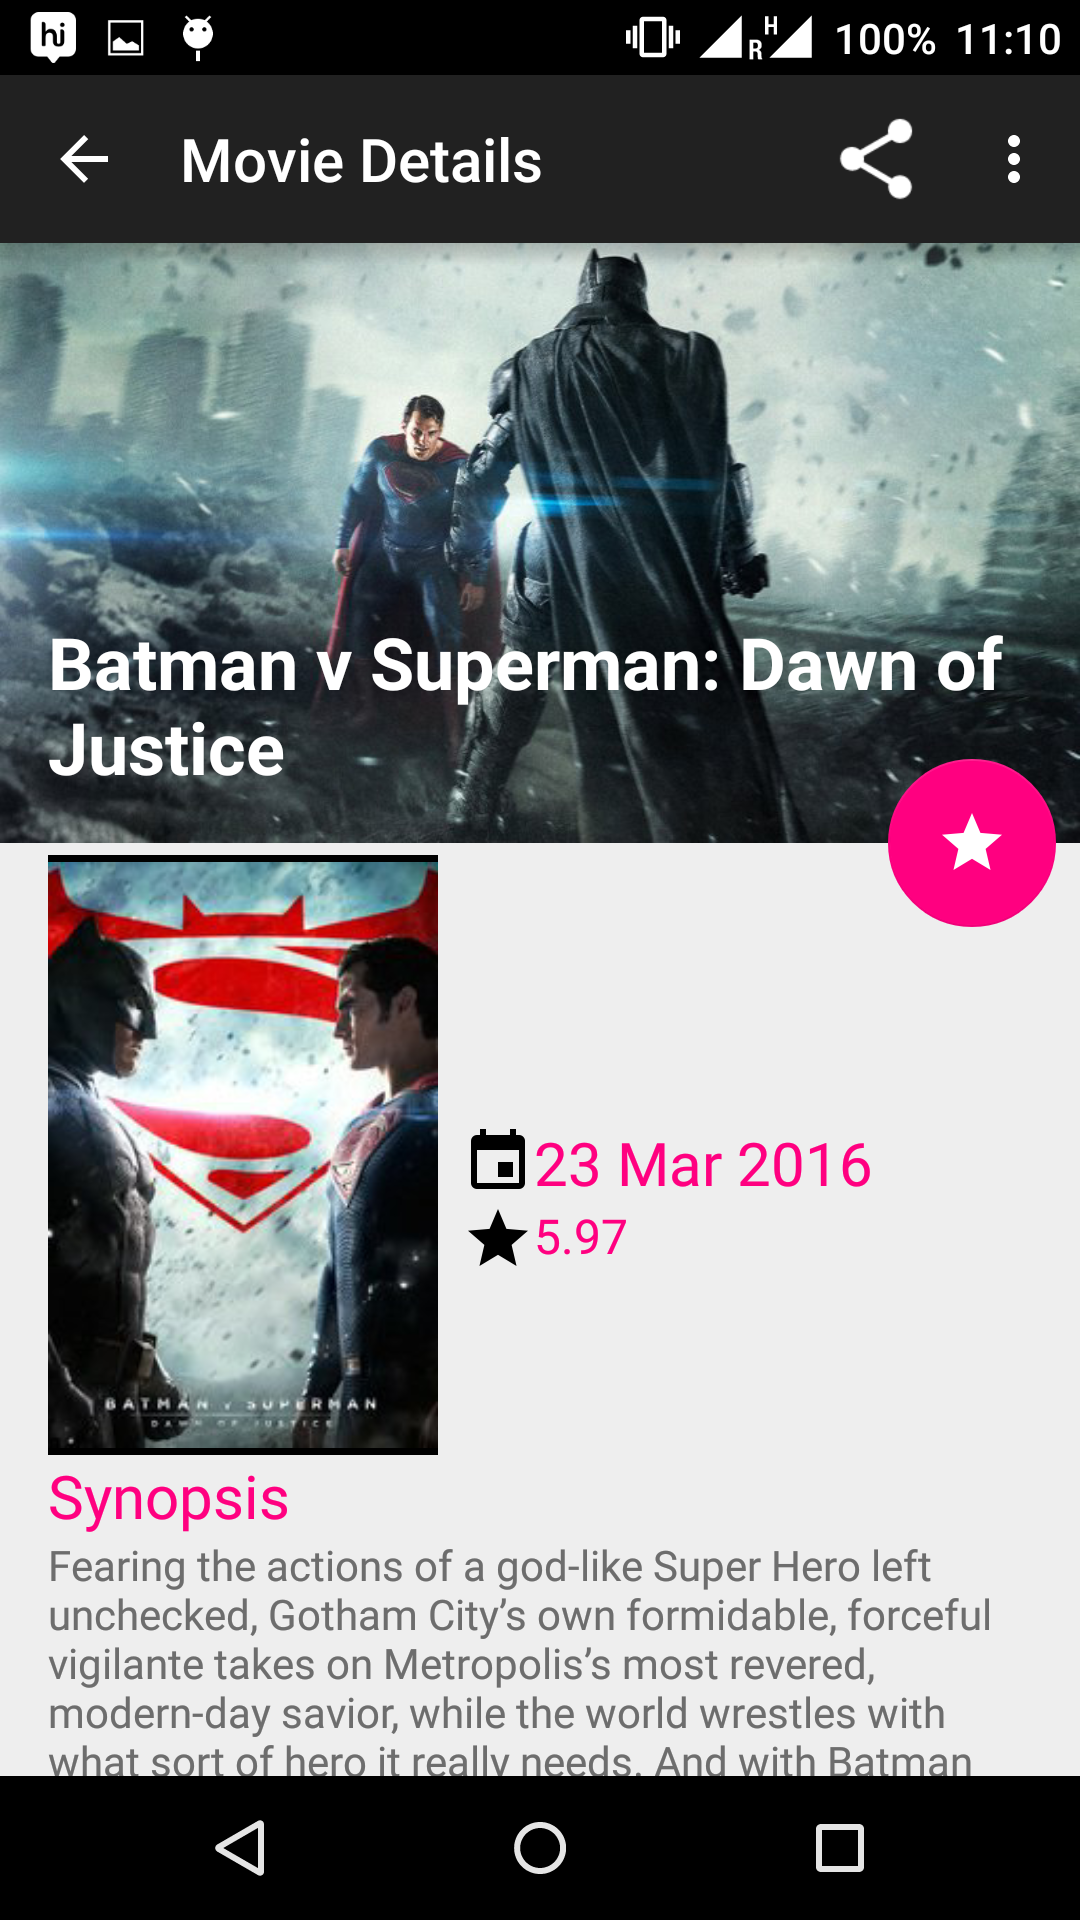 hi R H 100% 11:10
Movie Details
Batman v Superman: Dawn of
Justice
23 Mar 2016
5.97
BATMAN v SUPERMAN
DAWN OF JUSTICE
Synopsis
Fearing the actions of a god-like Super Hero left
unchecked, Gotham City’s own formidable, forceful
vigilante takes on Metropolis’s most revered,
modern-day savior, while the world wrestles with
what sort of hero it really needs. And with Batman